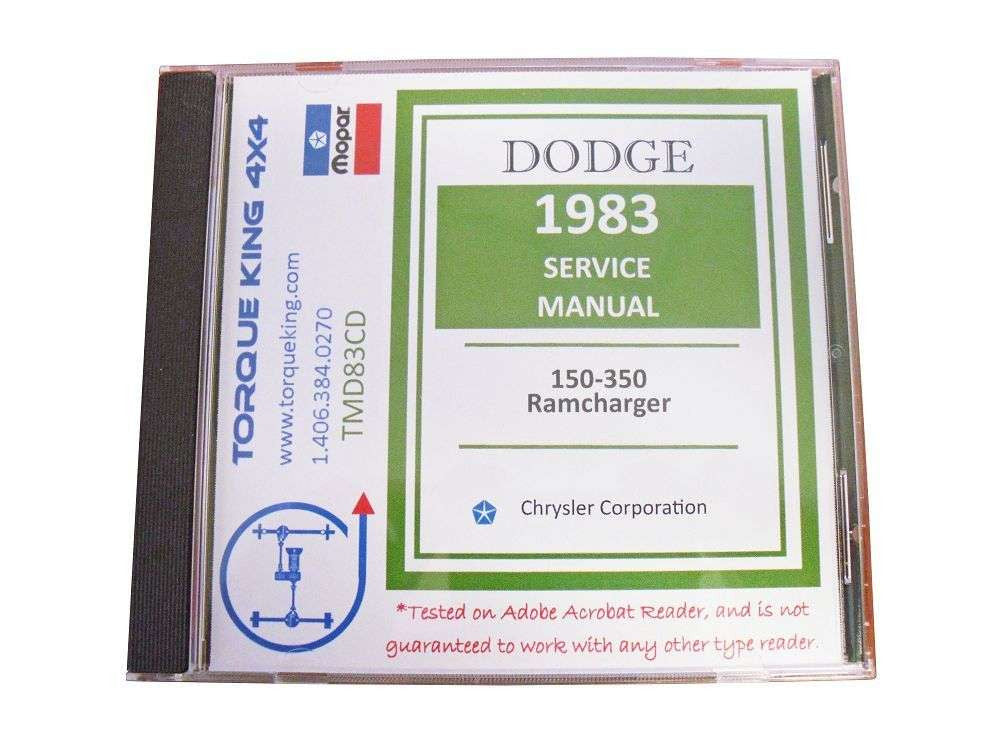 TORQUE KING 4X4
www.torqueking.com
1.406.384.0270
TMD83CD
Mopar
DODGE
1983
SERVICE
MANUAL
150-350
Ramcharger
Chrysler Corporation
*Tested on Adobe Acrobat Reader, and is not
guaranteed to work with any other type reader.